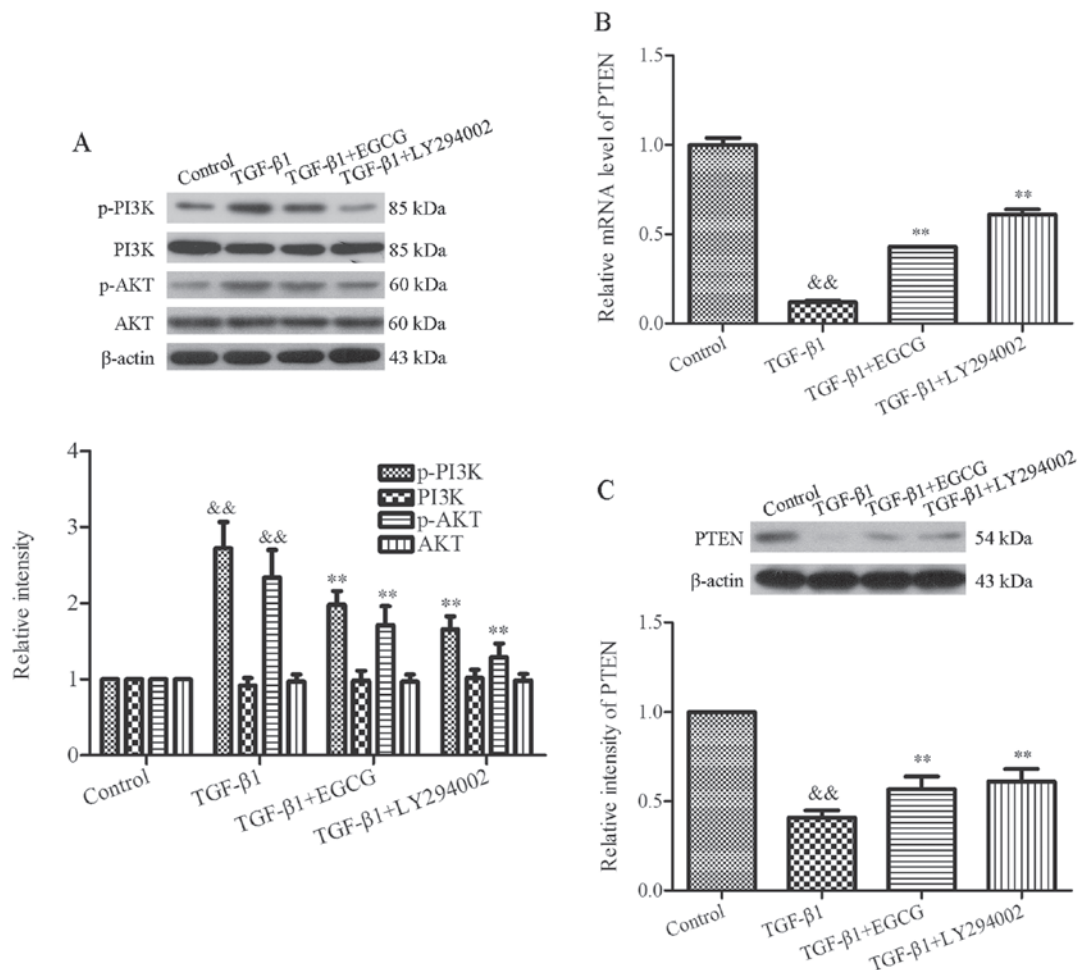 A
Control
TGF-β1
TGF-β1+EGCG
TGF-β1+LY294002
p-PI3K 85 kDa
PI3K 85 kDa
p-AKT 60 kDa
AKT 60 kDa
β-actin 43 kDa
Relative intensity
4
3
2
1
0
&&
&&
**
**
**
**
p-PI3K
PI3K
p-AKT
AKT
Control
TGF-β1
TGF-β1+EGCG
TGF-β1+LY294002
B
Relative mRNA level of PTEN
1.5
1.0
0.5
0.0
&&
**
**
Control
TGF-β1
TGF-β1+EGCG
TGF-β1+LY294002
C
Control
TGF-β1
TGF-β1+EGCG
TGF-β1+LY294002
PTEN 54 kDa
β-actin 43 kDa
Relative intensity of PTEN
1.5
1.0
0.5
0.0
&&
**
**
Control
TGF-β1
TGF-β1+EGCG
TGF-β1+LY294002